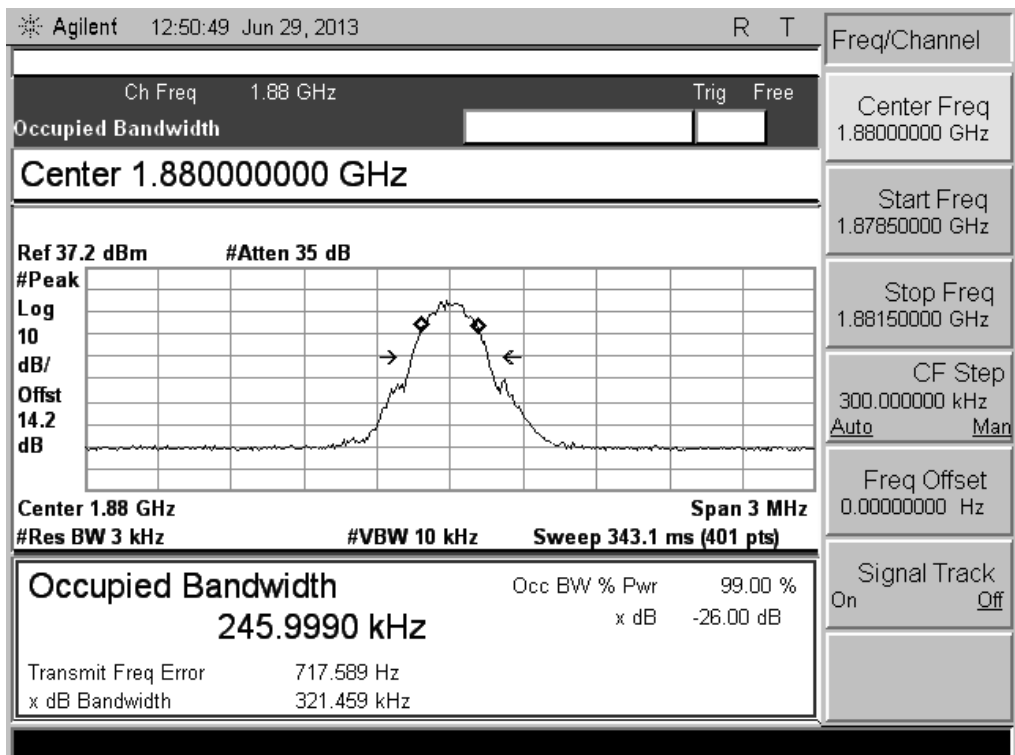 Agilent 12:50:49 Jun 29, 2013 R T
Ch Freq 1.88 GHz Trig Free
Occupied Bandwidth
Center 1.880000000 GHz
Ref 37.2 dBm #Atten 35 dB
#Peak
Log
10
dB/
Offst
14.2
dB
Center 1.88 GHz Span 3 MHz
#Res BW 3 kHz #VBW 10 kHz Sweep 343.1 ms (401 pts)
Occupied Bandwidth Occ BW % Pwr 99.00 %
245.9990 kHz x dB -26.00 dB
Transmit Freq Error 717.589 Hz
x dB Bandwidth 321.459 kHz
Freq/Channel
Center Freq
1.88000000 GHz
Start Freq
1.87850000 GHz
Stop Freq
1.88150000 GHz
CF Step
300.000000 kHz
Auto Man
Freq Offset
0.00000000 Hz
Signal Track
On Off